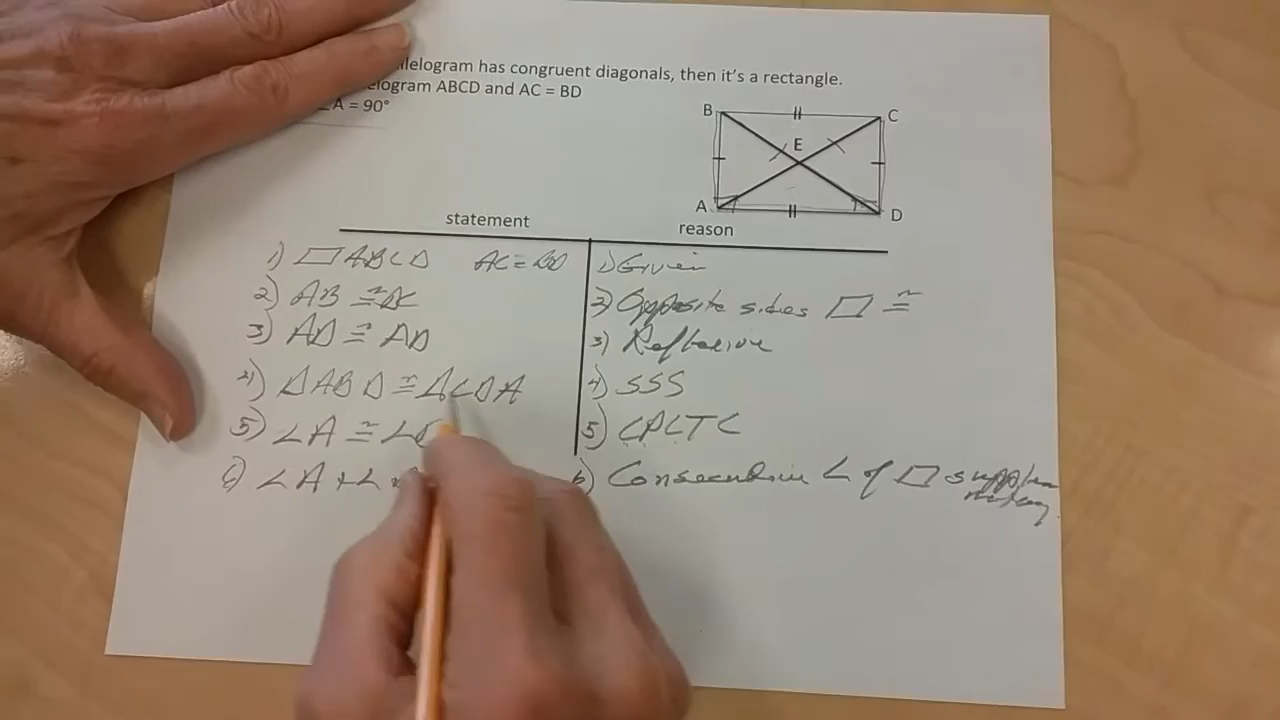 allelogram has congruent diagonals, then it's a rectangle.
elogram ABCD and AC = BD
A = 90°
B
C
E
A
D
statement
reason
1) ▱ ABCD AC = BD
1) Given
2) AB ≅ DC
2) Opposite sides ▱ ≅
3) AD ≅ AD
3) Reflexive
4) △ABD ≅ △CDA
4) SSS
5) ∠A ≅ ∠D
5) CPCTC
6) ∠A + ∠
6) Consecutive ∠ of ▱ supplementary